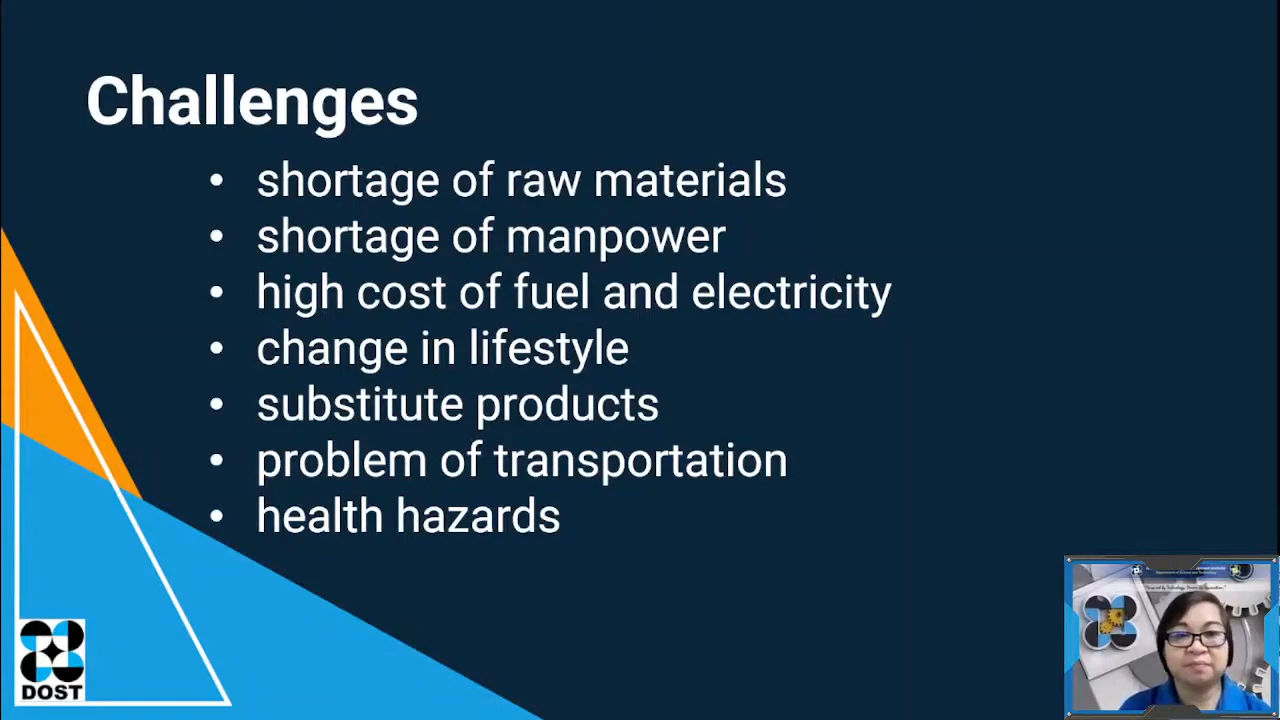 Challenges
• shortage of raw materials
• shortage of manpower
• high cost of fuel and electricity
• change in lifestyle
• substitute products
• problem of transportation
• health hazards
DOST